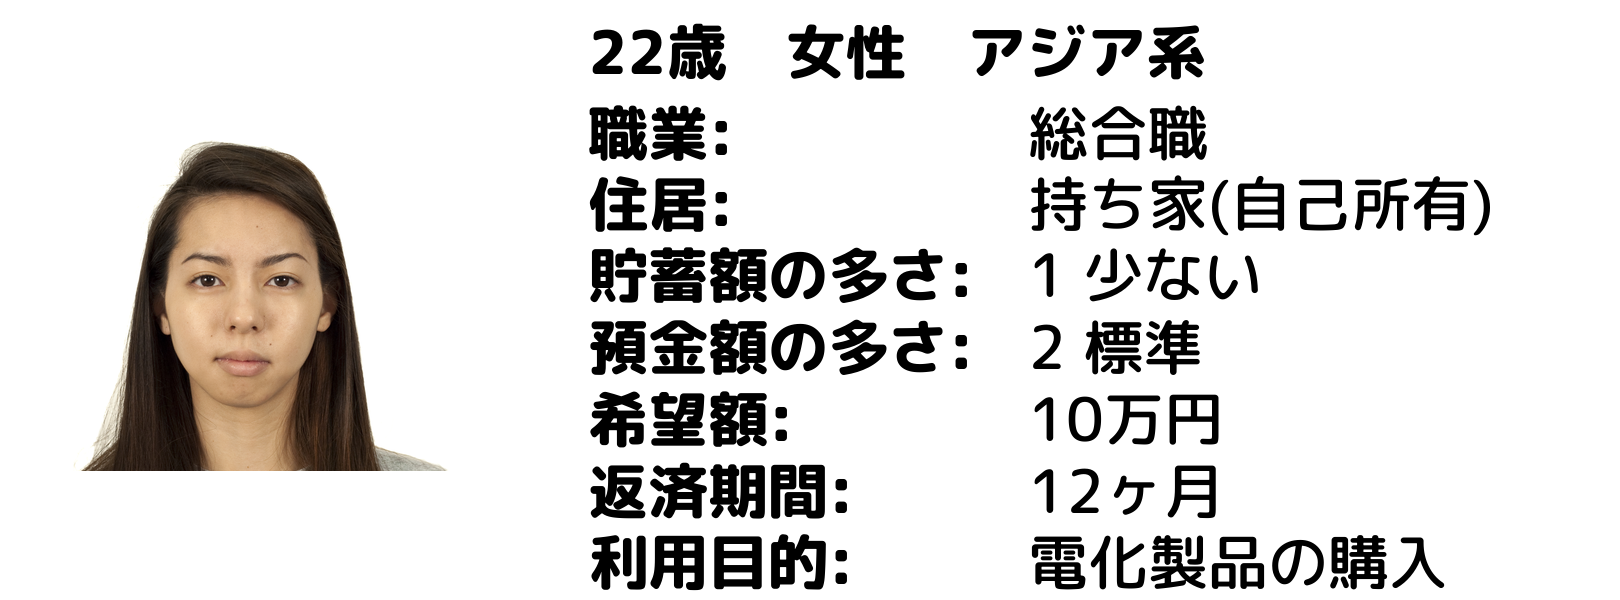 22歳　女性　アジア系
職業: 総合職
住居: 持ち家(自己所有)
貯蓄額の多さ: 1 少ない
預金額の多さ: 2 標準
希望額: 10万円
返済期間: 12ヶ月
利用目的: 電化製品の購入